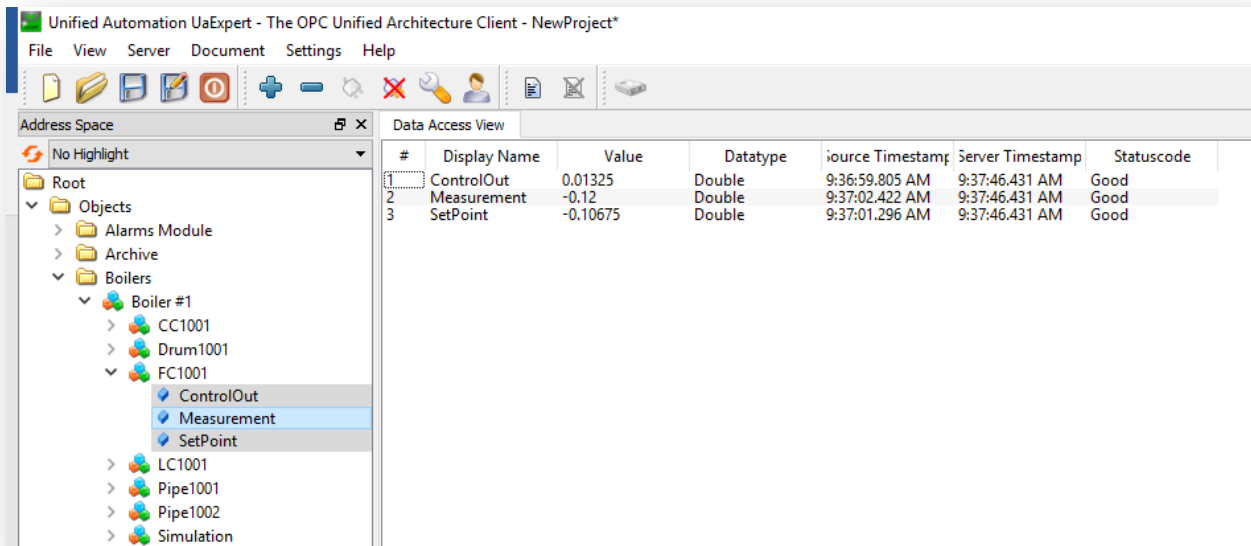 Unified Automation UaExpert - The OPC Unified Architecture Client - NewProject*
File View Server Document Settings Help
Address Space
Data Access View
No Highlight
# Display Name Value Datatype Source Timestamp Server Timestamp Statuscode
1 ControlOut 0.01325 Double 9:36:59.805 AM 9:37:46.431 AM Good
2 Measurement -0.12 Double 9:37:02.422 AM 9:37:46.431 AM Good
3 SetPoint -0.10675 Double 9:37:01.296 AM 9:37:46.431 AM Good
Root
Objects
Alarms Module
Archive
Boilers
Boiler #1
CC1001
Drum1001
FC1001
ControlOut
Measurement
SetPoint
LC1001
Pipe1001
Pipe1002
Simulation